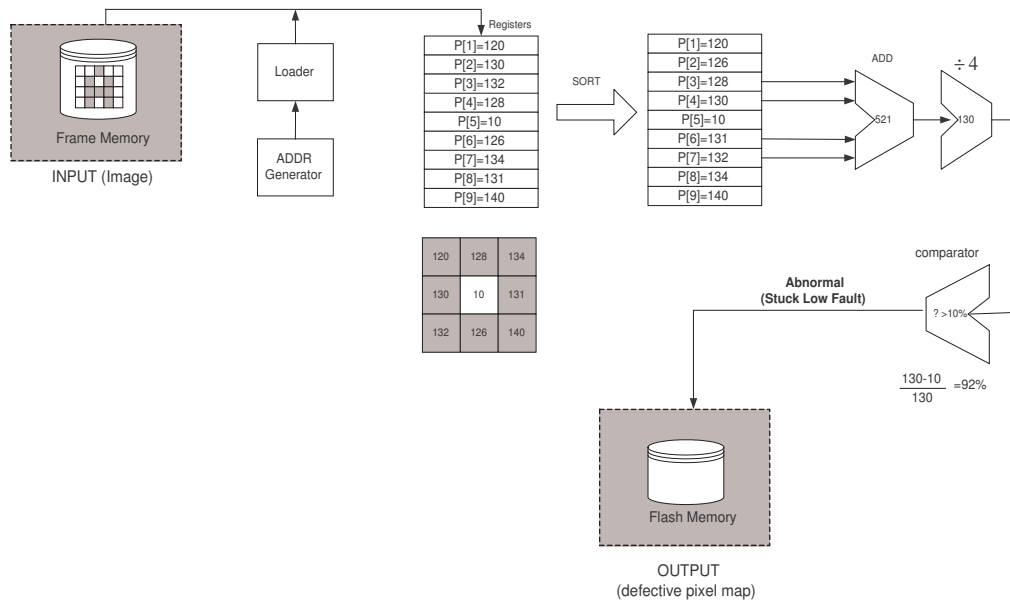 Frame Memory
INPUT (Image)
Loader
ADDR
Generator
Registers
P[1]=120
P[2]=130
P[3]=132
P[4]=128
P[5]=10
P[6]=126
P[7]=134
P[8]=131
P[9]=140
SORT
P[1]=120
P[2]=126
P[3]=128
P[4]=130
P[5]=10
P[6]=131
P[7]=132
P[8]=134
P[9]=140
ADD
521
÷4
130
120 128 134
130 10 131
132 126 140
comparator
? >10%
130-10
130
=92%
Abnormal
(Stuck Low Fault)
Flash Memory
OUTPUT
(defective pixel map)